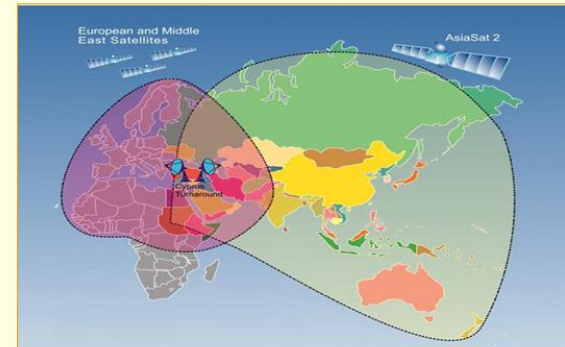 European and Middle
East Satellites
AsiaSat 2
Cyprus
Turnaround